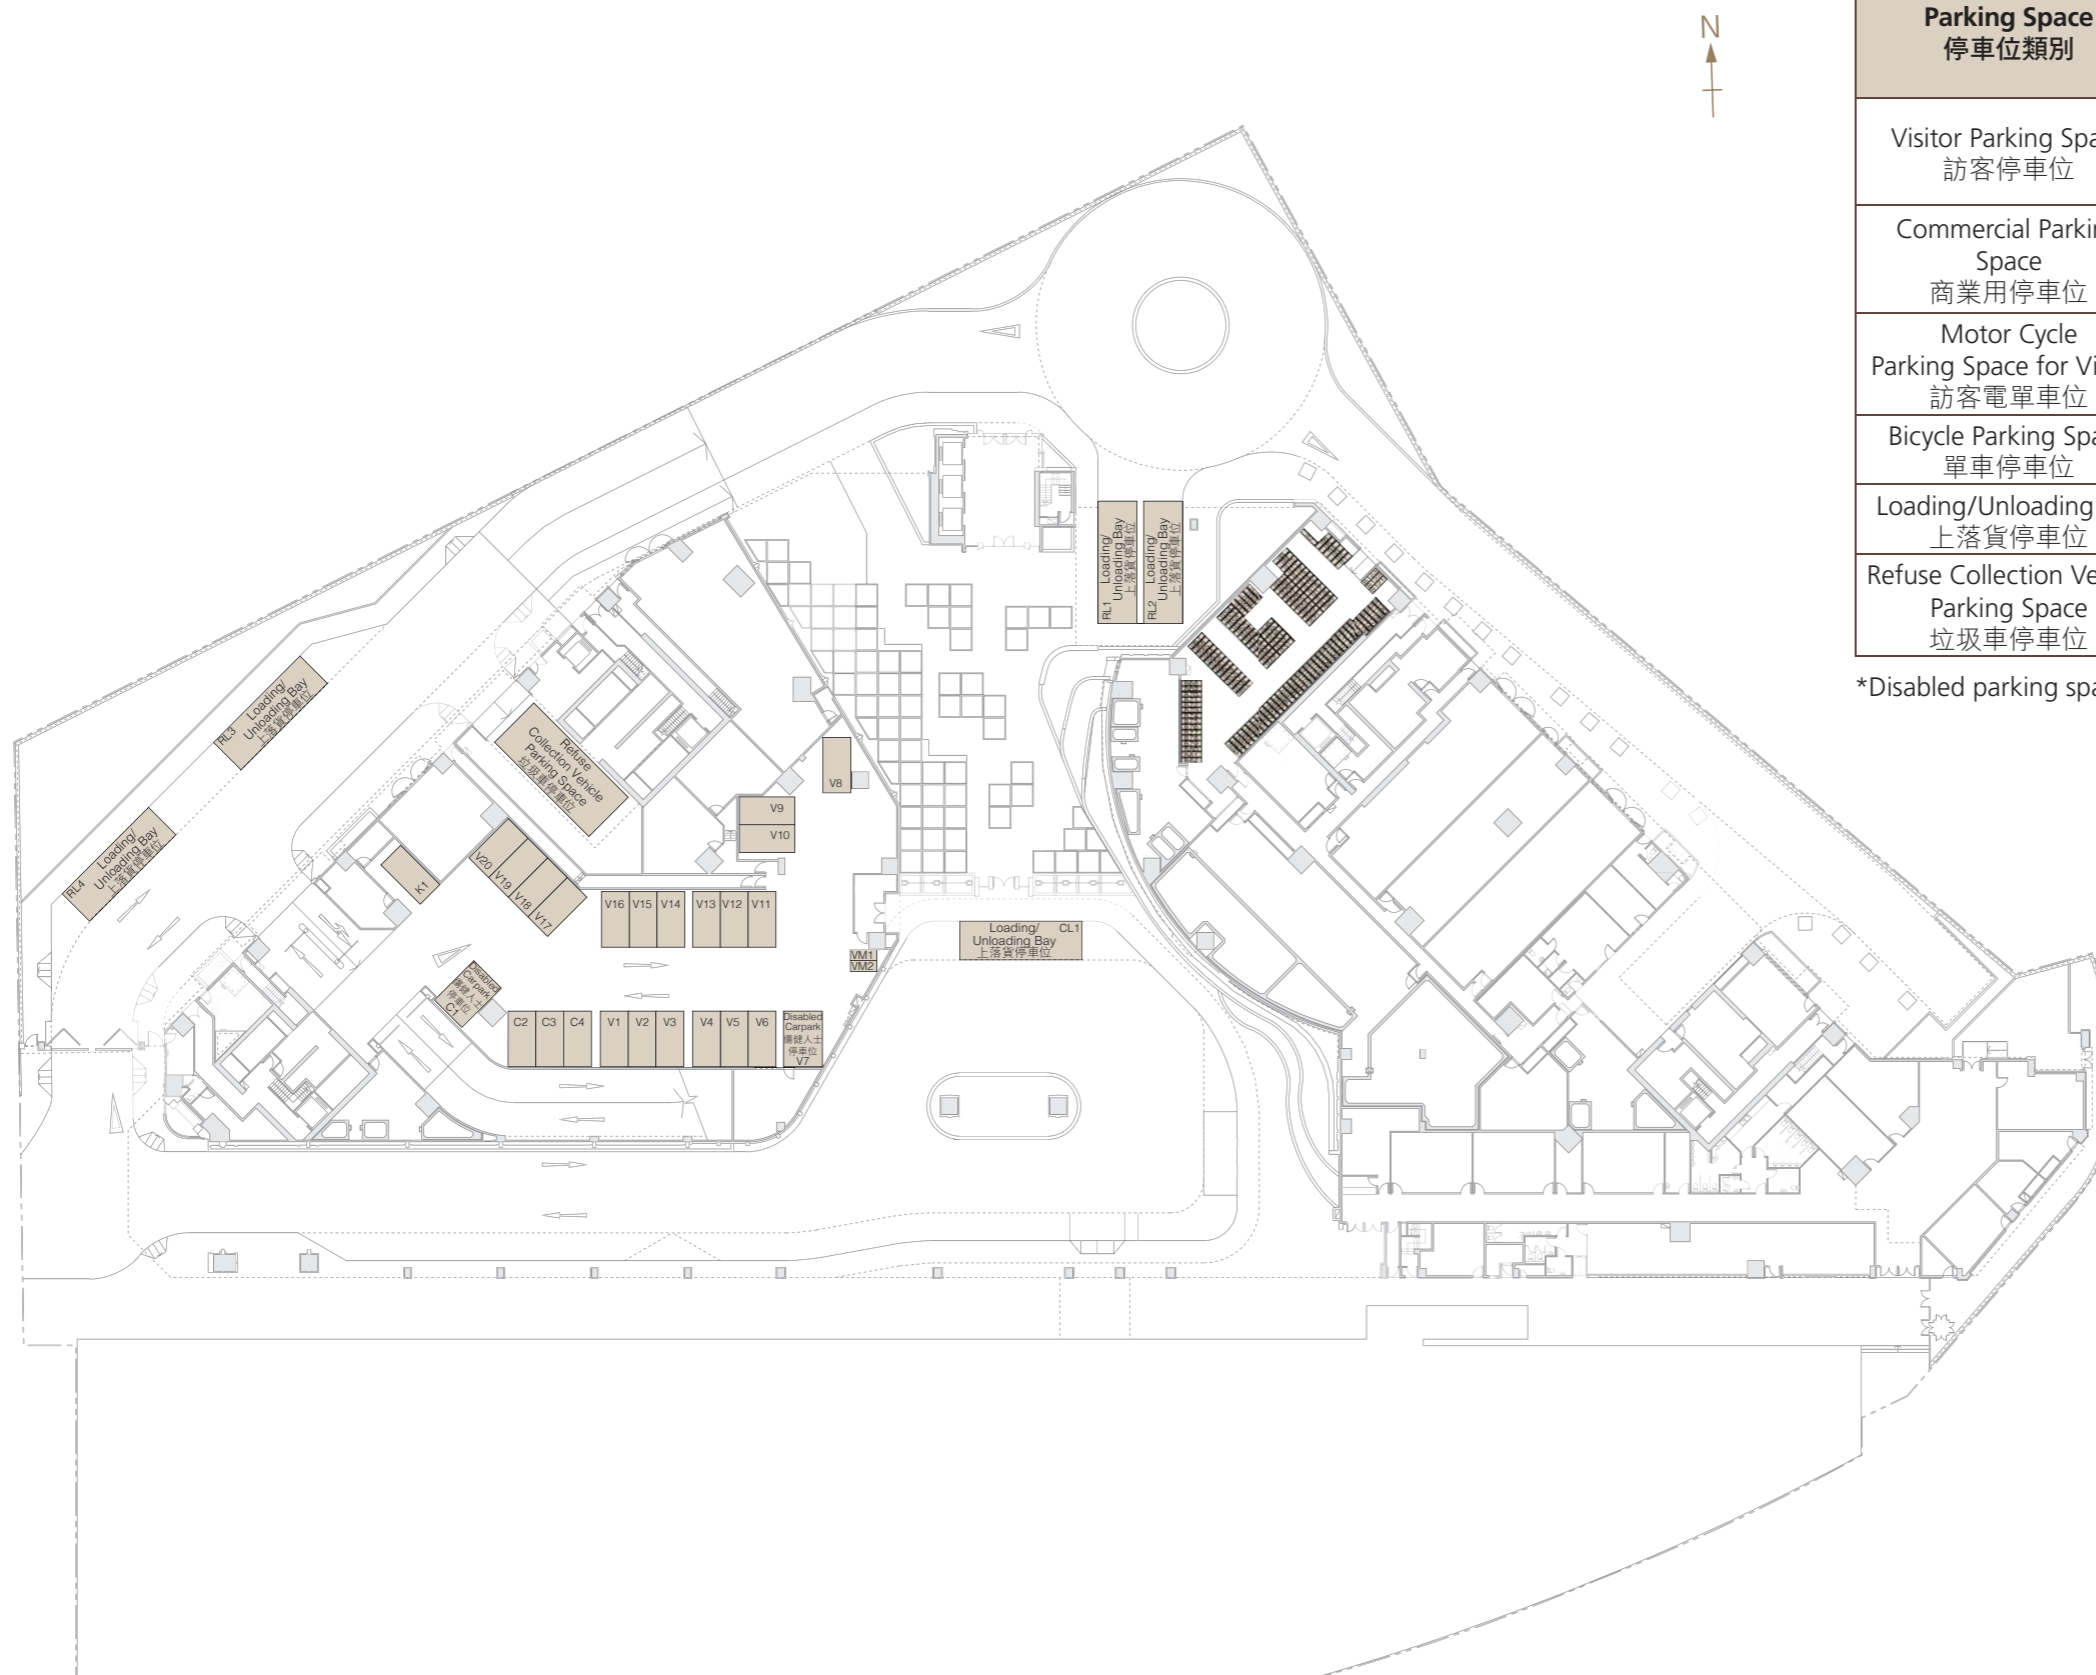 N
Parking Space
停車位類別
Visitor Parking Spa
訪客停車位
Commercial Parkin
Space
商業用停車位
Motor Cycle
Parking Space for Vi
訪客電單車位
Bicycle Parking Spa
單車停車位
Loading/Unloading
上落貨停車位
Refuse Collection Ve
Parking Space
垃圾車停車位
*Disabled parking spa
RL1 Loading/
Unloading Bay
上落貨停車位
RL2 Loading/
Unloading Bay
上落貨停車位
RL3 Loading/
Unloading Bay
上落貨停車位
Refuse
Collection Vehicle
Parking Space
垃圾車停車位
V8
V9
V10
RL4 Loading/
Unloading Bay
上落貨停車位
K1
V20
V19
V18
V17
V16 V15 V14 V13 V12 V11
Loading/ CL1
Unloading Bay
上落貨停車位
VM1
VM2
Disabled
Carpark
傷健人士
停車位
C1
C2 C3 C4 V1 V2 V3 V4 V5 V6
Disabled
Carpark
傷健人士
停車位
V7